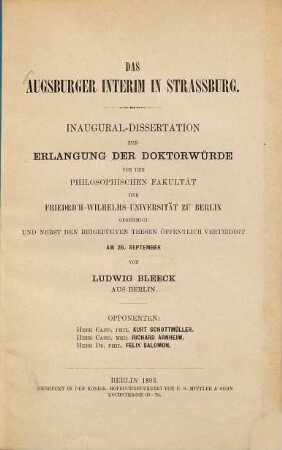 DAS
AUGSBURGER INTERIM IN STRASSBURG.
INAUGURAL-DISSERTATION
ZUR
ERLANGUNG DER DOKTORWÜRDE
VON DER
PHILOSOPHISCHEN FAKULTÄT
DER
FRIEDRICH-WILHELMS-UNIVERSITÄT ZU BERLIN
GENEHMIGT
UND NEBST DEN BEIGEFÜGTEN THESEN ÖFFENTLICH VERTEIDIGT
AM 26. SEPTEMBER
VON
LUDWIG BLEECK
AUS BERLIN.
OPPONENTEN:
HERR CAND. PHIL. KURT SCHOTTMÜLLER.
HERR CAND. MED. RICHARD ARNHEIM.
HERR DR. PHIL. FELIX SALOMON.
BERLIN 1893.
GEDRUCKT IN DER KÖNIGL. HOFBUCHDRUCKEREI VON E. S. MITTLER & SOHN
KOCHSTRASSE 68-70.